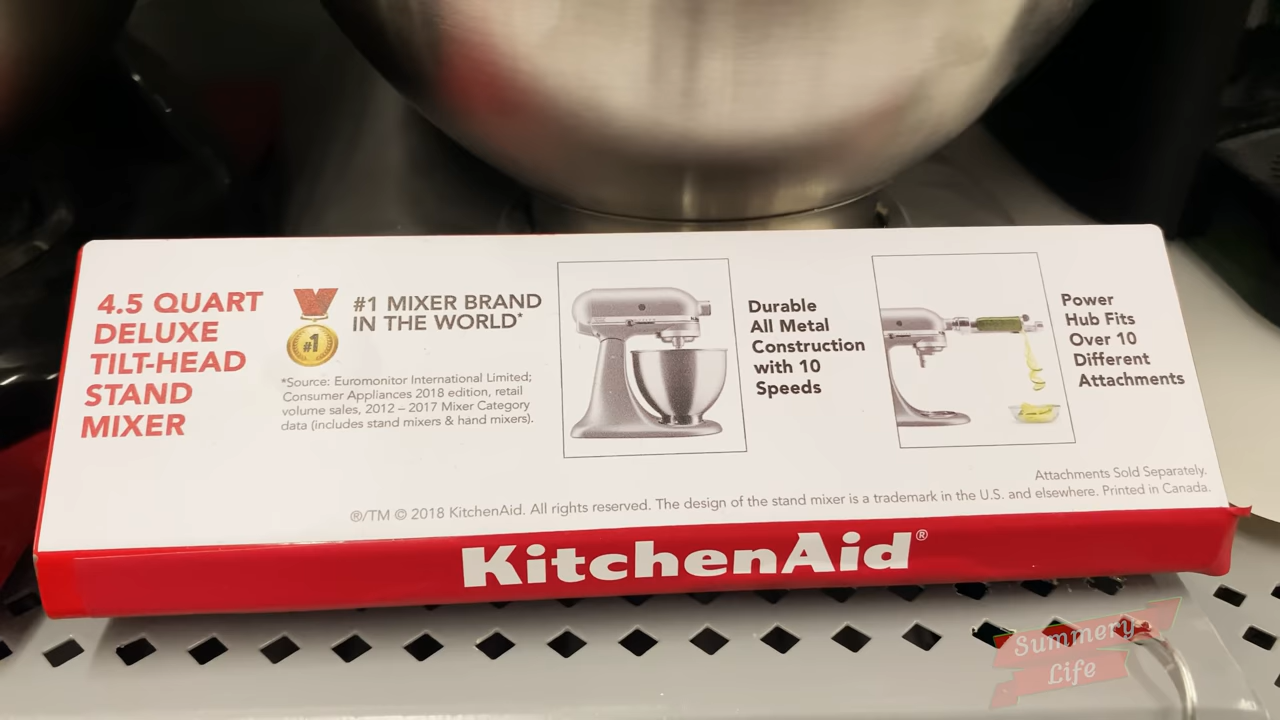 4.5 QUART
DELUXE
TILT-HEAD
STAND
MIXER
#1
#1 MIXER BRAND
IN THE WORLD*
*Source: Euromonitor International Limited;
Consumer Appliances 2018 edition, retail
volume sales, 2012 – 2017 Mixer Category
data (includes stand mixers & hand mixers).
Durable
All Metal
Construction
with 10
Speeds
Power
Hub Fits
Over 10
Different
Attachments
Attachments Sold Separately.
®/TM © 2018 KitchenAid. All rights reserved. The design of the stand mixer is a trademark in the U.S. and elsewhere. Printed in Canada.
KitchenAid®
Summery
Life